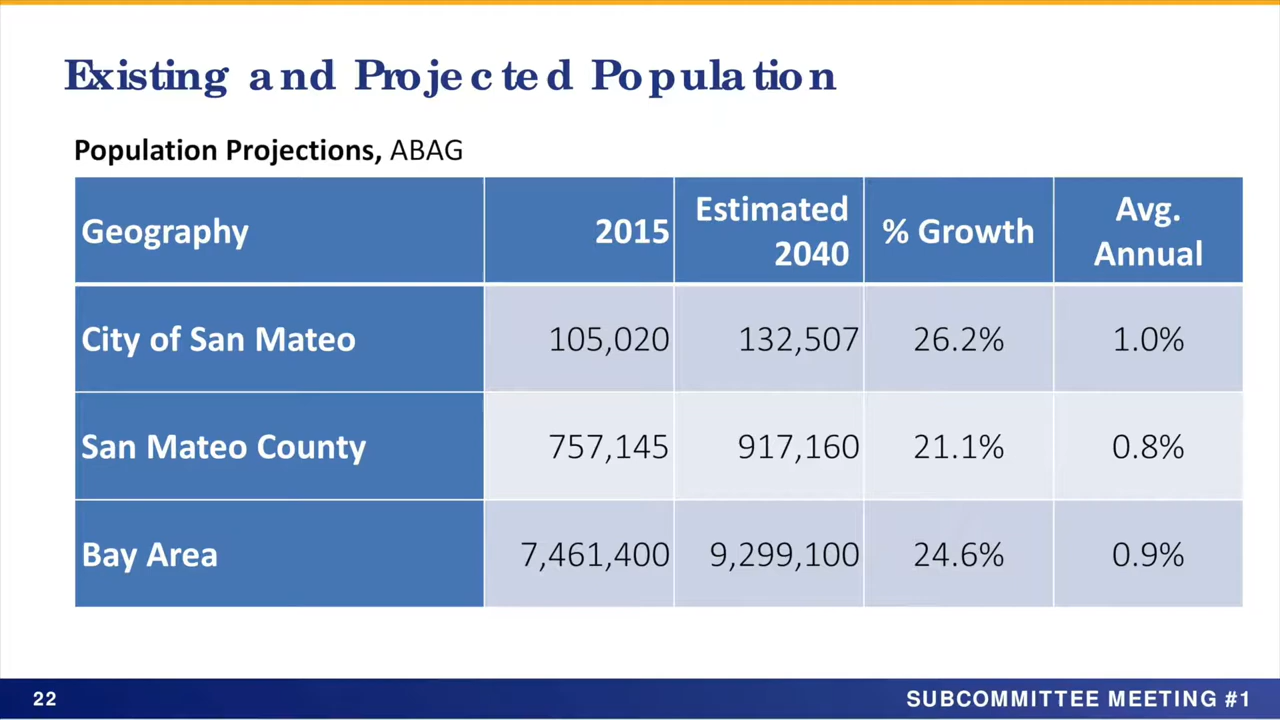 Existing and Projected Population
Population Projections, ABAG
Geography 2015 Estimated 2040 % Growth Avg. Annual
City of San Mateo 105,020 132,507 26.2% 1.0%
San Mateo County 757,145 917,160 21.1% 0.8%
Bay Area 7,461,400 9,299,100 24.6% 0.9%
22 SUBCOMMITTEE MEETING #1